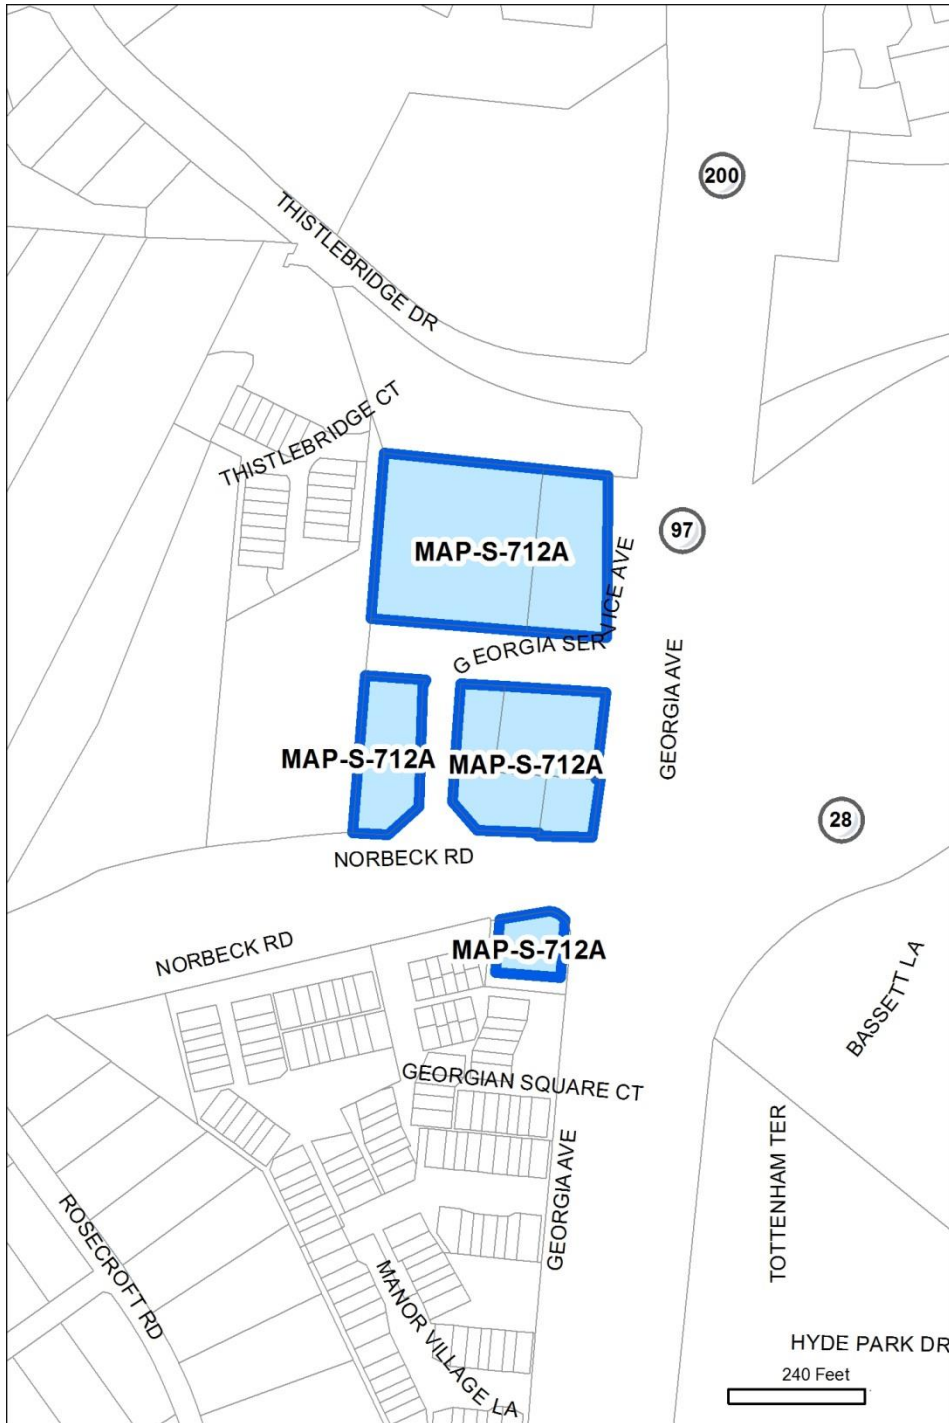 200
THISTLEBRIDGE DR
THISTLEBRIDGE CT
97
MAP-S-712A
GEORGIA SERVICE AVE
GEORGIA AVE
MAP-S-712A
MAP-S-712A
28
NORBECK RD
MAP-S-712A
NORBECK RD
BASSETT LA
GEORGIAN SQUARE CT
GEORGIA AVE
TOTTENHAM TER
ROSECROFT RD
MANOR VILLAGE LA
HYDE PARK DR
240 Feet